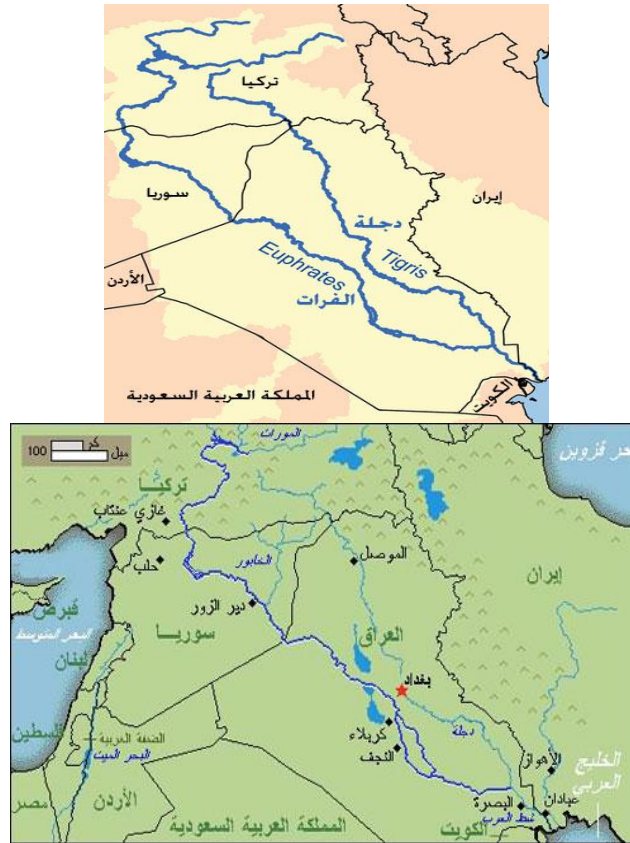 تركيا
إيران
سوريا
دجلة
Tigris
Euphrates
الفرات
الأردن
الكويت
المملكة العربية السعودية
100
كم
ميل
المورات
حر قزوين
تركيا
غازي عنتاب
الموصل
الخابور
حلب
إيران
قبرص
دير الزور
العراق
البحر المتوسط
سوريا
لبنان
بغداد
فلسطين
الضفة الغربية
كربلاء
دجلة
البحر الميت
النجف
الأهواز
الخليج
العربي
مصر
الأردن
البصرة
عبادان
شط العرب
المملكة العربية السعودية
الكويت